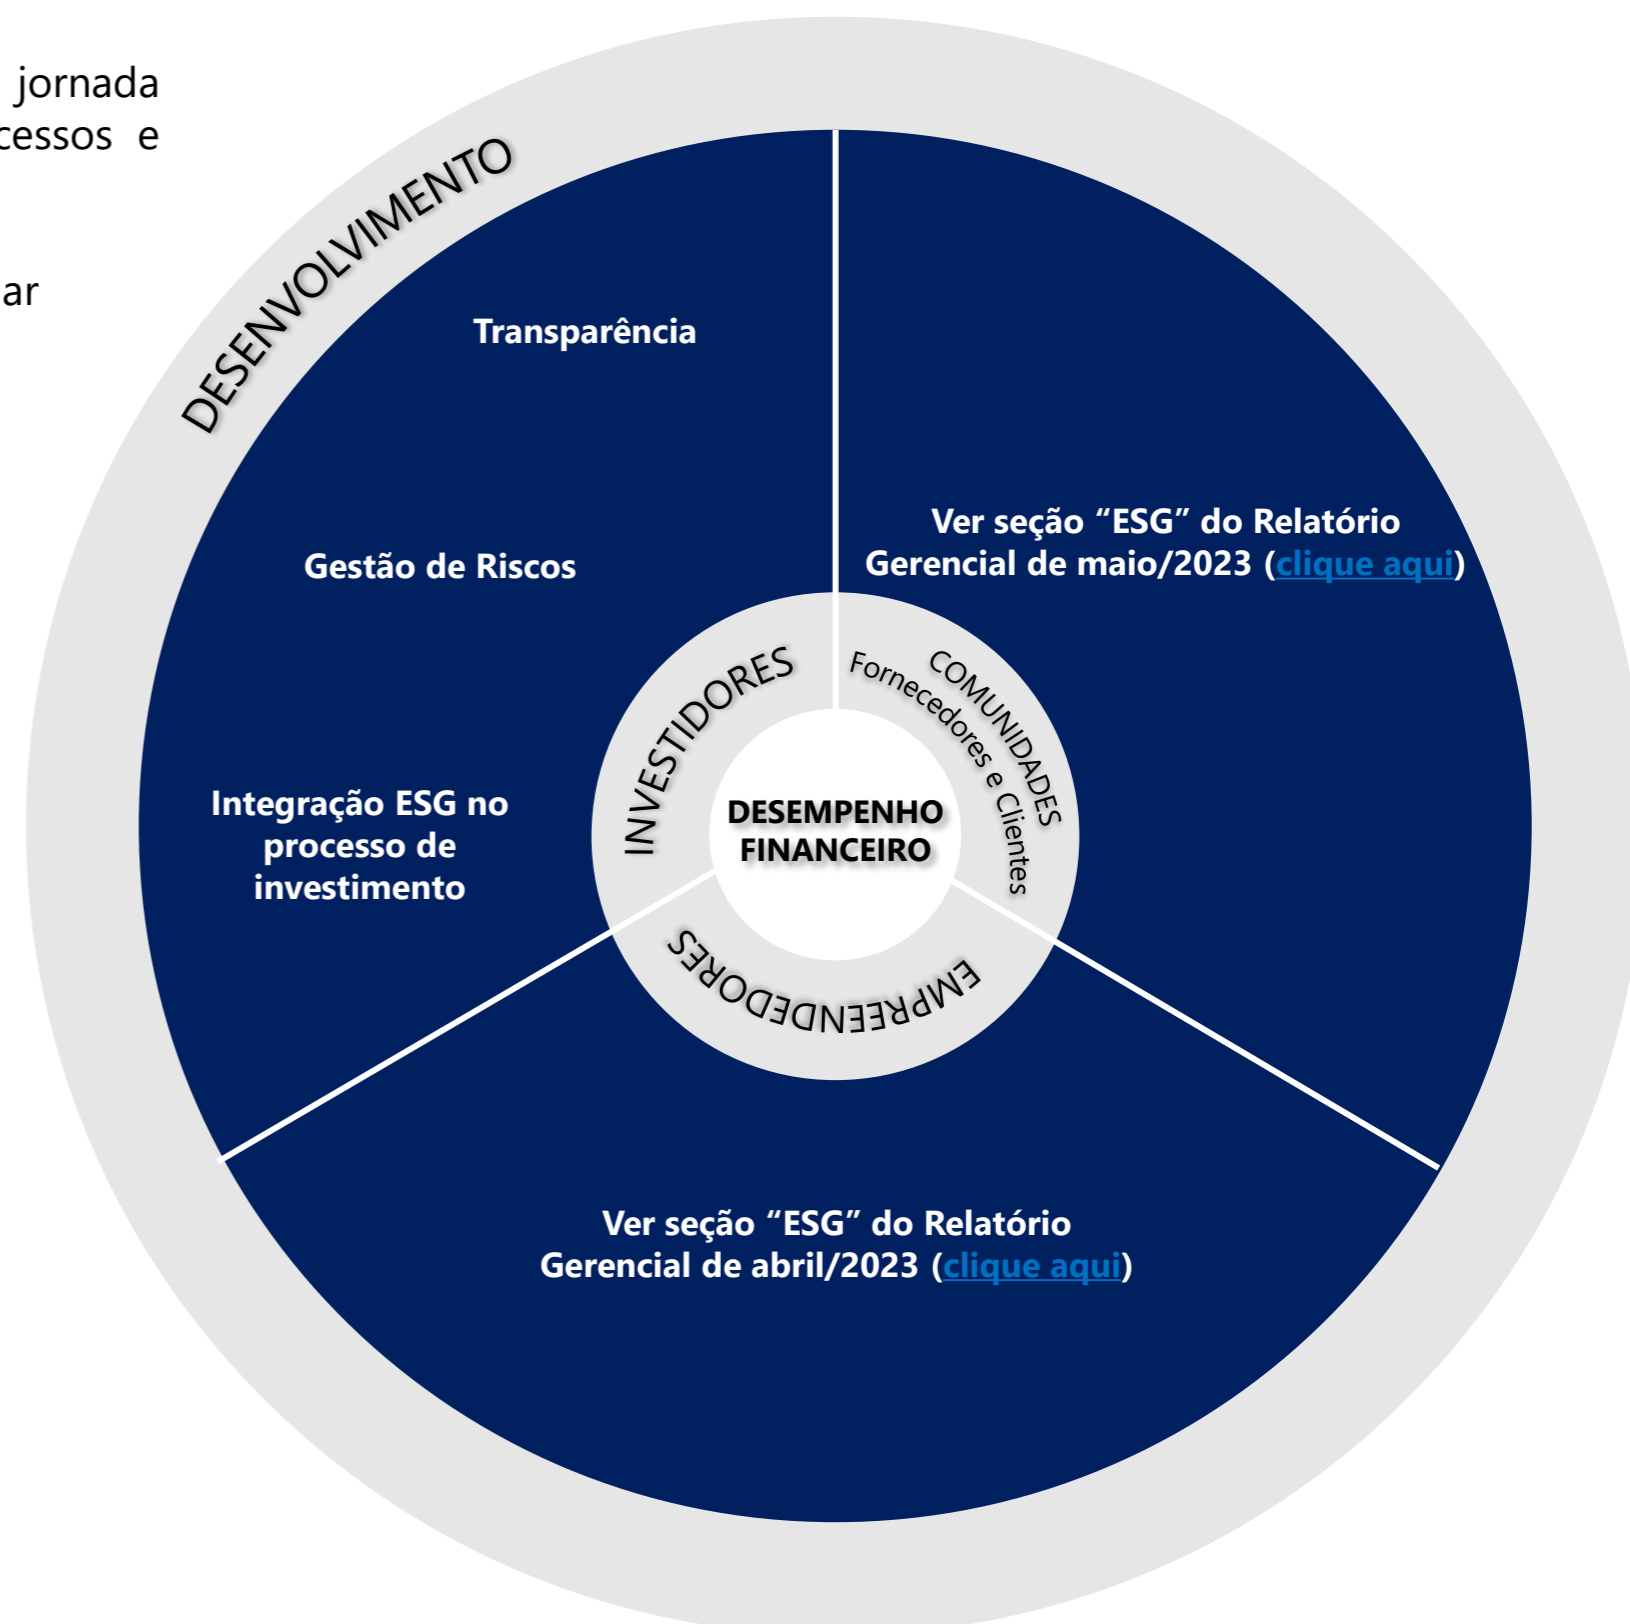 jornada
cessos e
ar
DESENVOLVIMENTO
Transparência
Gestão de Riscos
Integração ESG no
processo de
investimento
Ver seção “ESG” do Relatório
Gerencial de maio/2023 (clique aqui)
INVESTIDORES
COMUNIDADES
Fornecedores e Clientes
DESEMPENHO
FINANCEIRO
EMPREENDEDORES
Ver seção “ESG” do Relatório
Gerencial de abril/2023 (clique aqui)